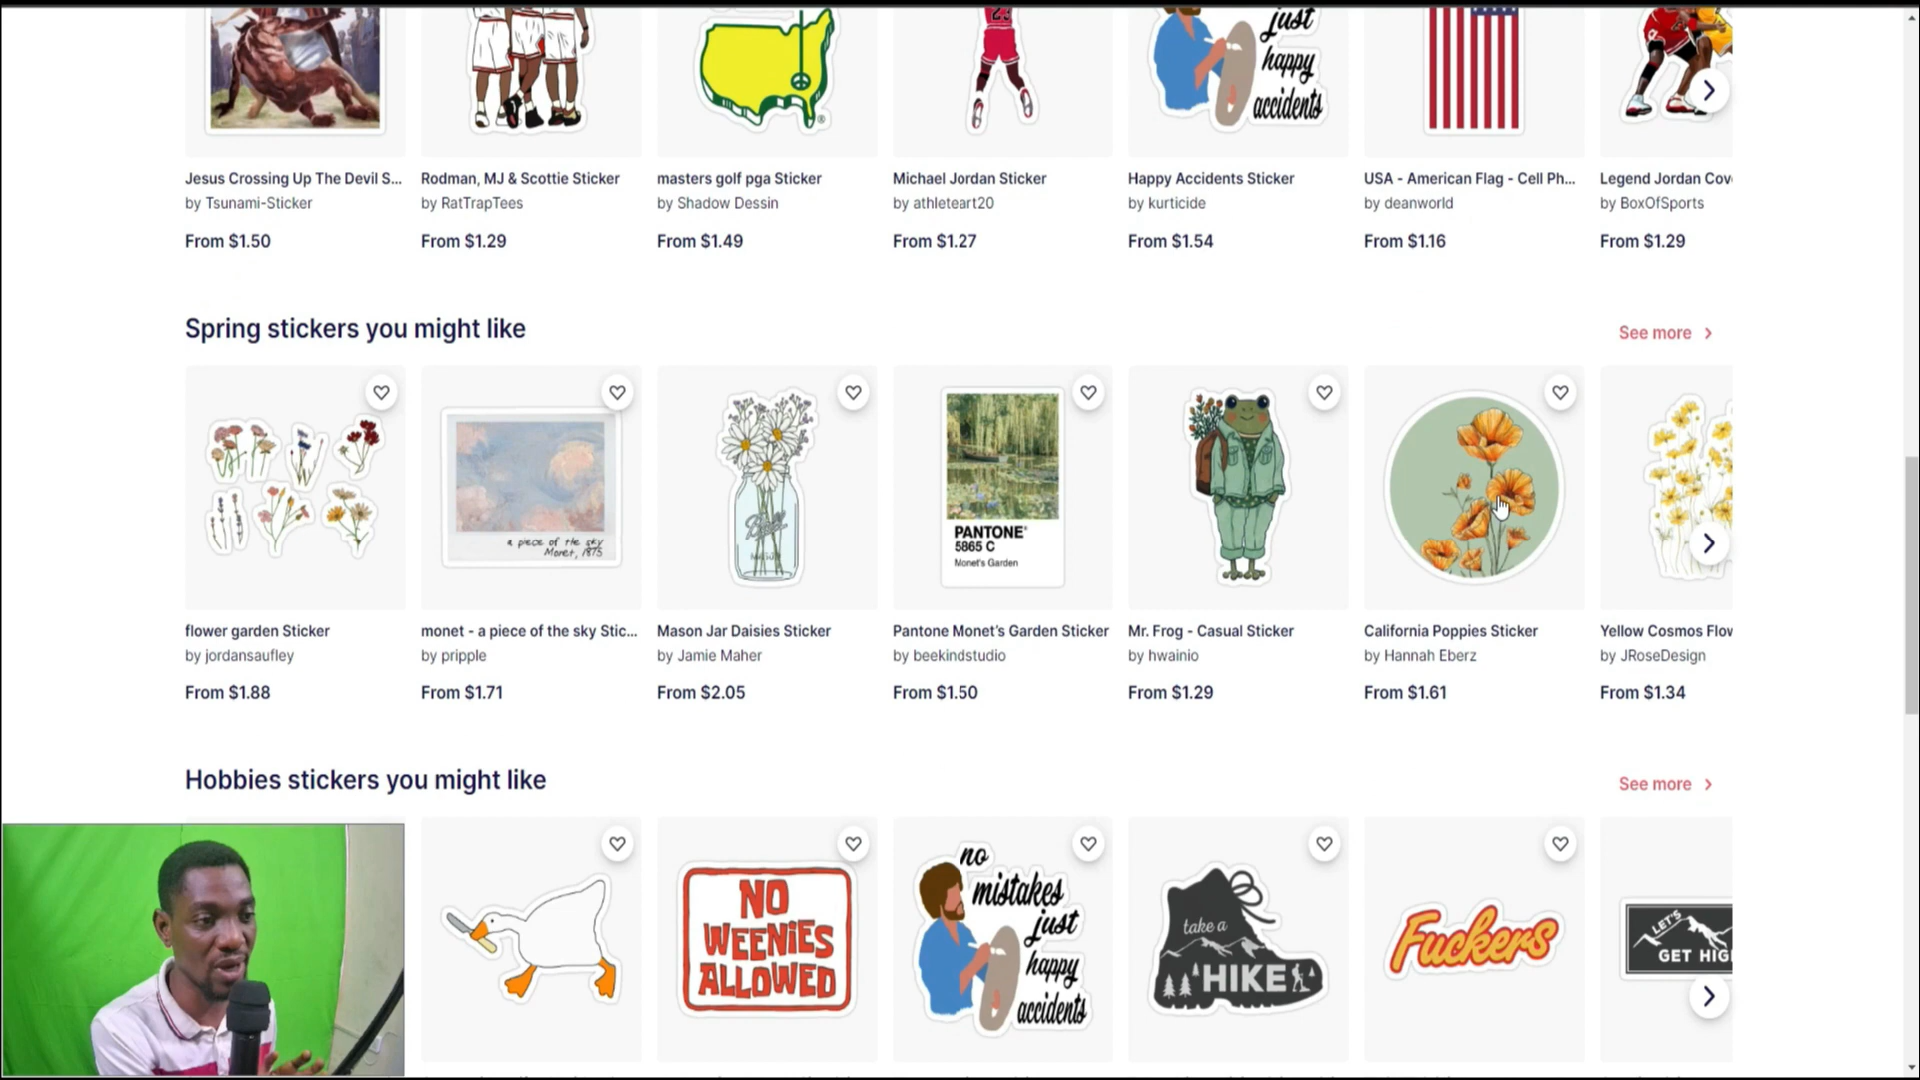 23
just
happy
accidents
®
Jesus Crossing Up The Devil S...
by Tsunami-Sticker
From $1.50
Rodman, MJ & Scottie Sticker
by RatTrapTees
From $1.29
masters golf pga Sticker
by Shadow Dessin
From $1.49
Michael Jordan Sticker
by athleteart20
From $1.27
Happy Accidents Sticker
by kurticide
From $1.54
USA - American Flag - Cell Ph...
by deanworld
From $1.16
Legend Jordan Cov
by BoxOfSports
From $1.29
Spring stickers you might like
See more
a piece of the sky
Monet, 1875
Ball
PANTONE®
5865 C
Monet's Garden
flower garden Sticker
by jordansaufley
From $1.88
monet - a piece of the sky Stic...
by pripple
From $1.71
Mason Jar Daisies Sticker
by Jamie Maher
From $2.05
Pantone Monet's Garden Sticker
by beekindstudio
From $1.50
Mr. Frog - Casual Sticker
by hwainio
From $1.29
California Poppies Sticker
by Hannah Eberz
From $1.61
Yellow Cosmos Flow
by JRoseDesign
From $1.34
Hobbies stickers you might like
See more
NO
WEENIES
ALLOWED
no
mistakes
just
happy
accidents
take a
HIKE
Fuckers
LET'S
GET HIG